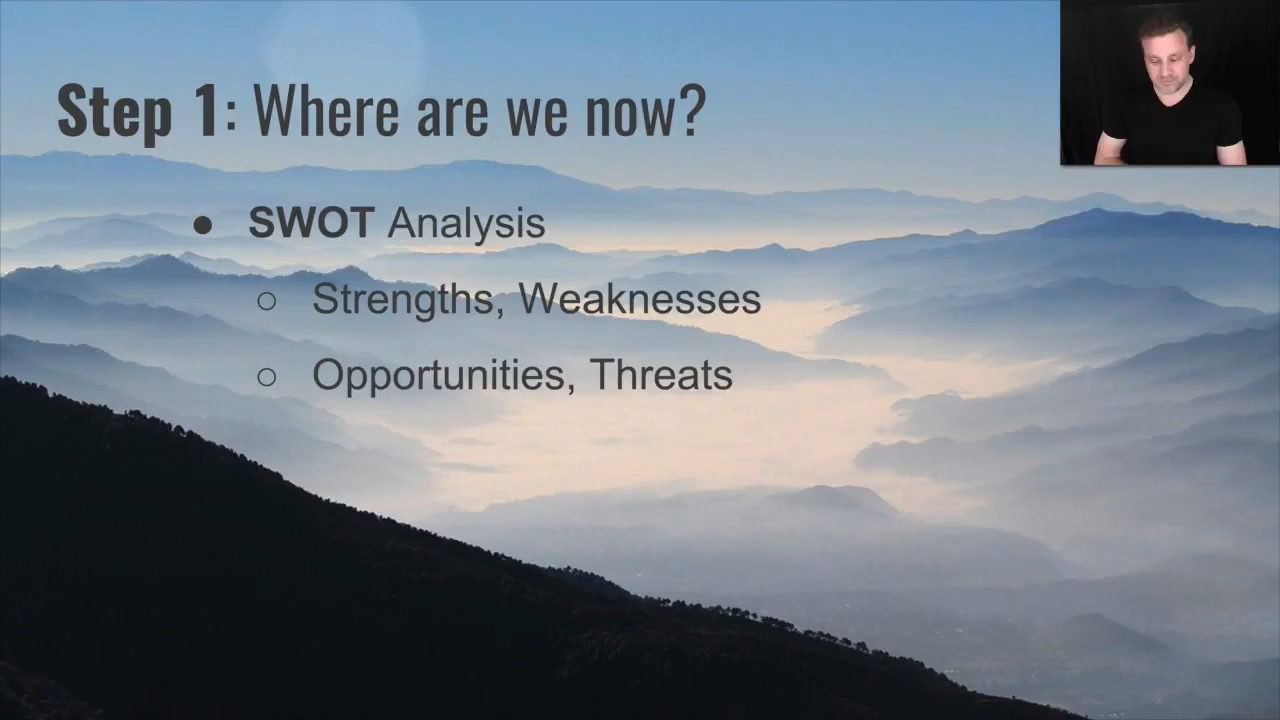 Step 1: Where are we now?
● SWOT Analysis
○ Strengths, Weaknesses
○ Opportunities, Threats